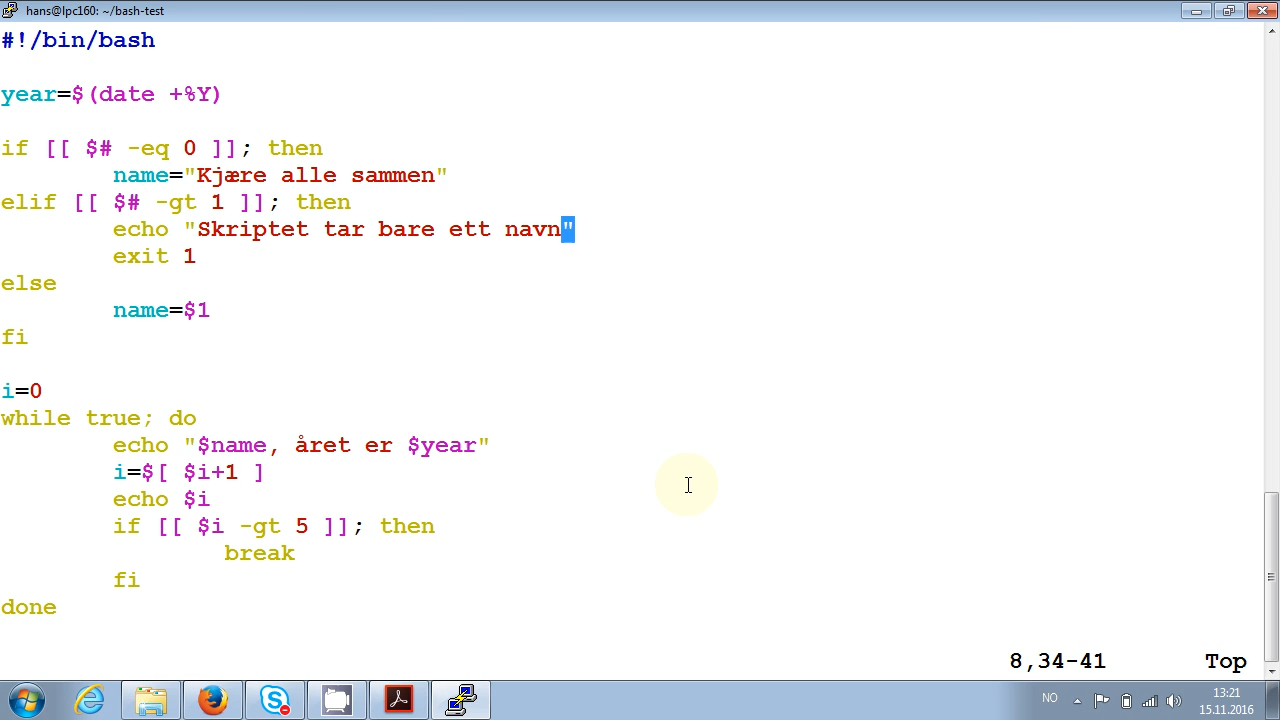 hans@lpc160: ~/bash-test
#!/bin/bash
year=$(date +%Y)
if [[ $# -eq 0 ]]; then
name="Kjære alle sammen"
elif [[ $# -gt 1 ]]; then
echo "Skriptet tar bare ett navn"
exit 1
else
name=$1
fi
i=0
while true; do
echo "$name, året er $year"
i=$[ $i+1 ]
echo $i
if [[ $i -gt 5 ]]; then
break
fi
done
8,34-41 Top
NO 13:21
15.11.2016